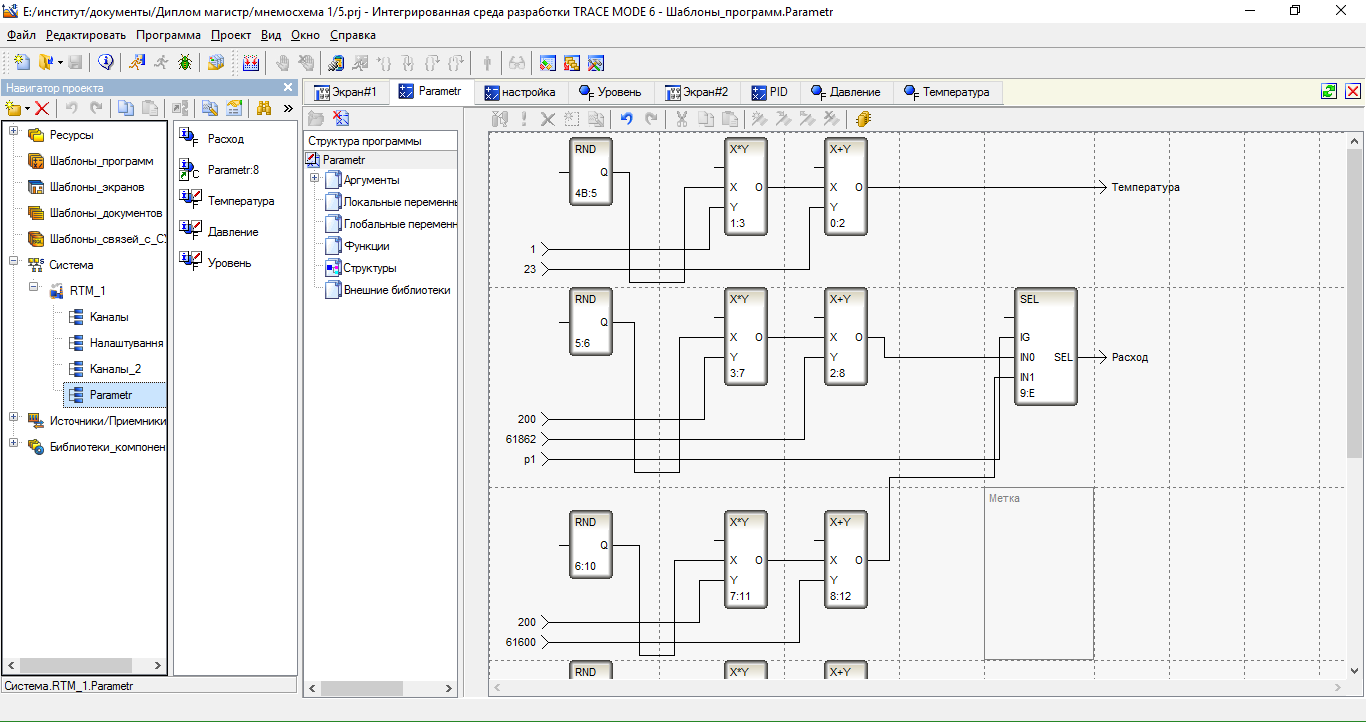 E:/институт/документы/Диплом магистр/мнемосхема 1/5.prj - Интегрированная среда разработки TRACE MODE 6 - Шаблоны_программ.Parametr
Файл Редактировать Программа Проект Вид Окно Справка
Навигатор проекта
Экран#1 Parametr настройка Уровень Экран#2 PID Давление Температура
Ресурсы
Шаблоны_программ
Шаблоны_экранов
Шаблоны_документов
Шаблоны_связей_с_СУ
Система
RTM_1
Каналы
Налаштування
Каналы_2
Parametr
Источники/Приемники
Библиотеки_компонен
Система.RTM_1.Parametr
Расход
Parametr:8
Температура
Давление
Уровень
Структура программы
Parametr
Аргументы
Локальные переменнь
Глобальные переменн
Функции
Структуры
Внешние библиотеки
RND
Q
4B:5
X*Y
X O
Y
1:3
X+Y
X O
Y
0:2
Температура
1
23
RND
Q
5:6
X*Y
X O
Y
3:7
X+Y
X O
Y
2:8
SEL
IG
IN0 SEL
IN1
9:E
Расход
200
61862
p1
Метка
RND
Q
6:10
X*Y
X O
Y
7:11
X+Y
X O
Y
8:12
200
61600
RND
X*Y
X+Y